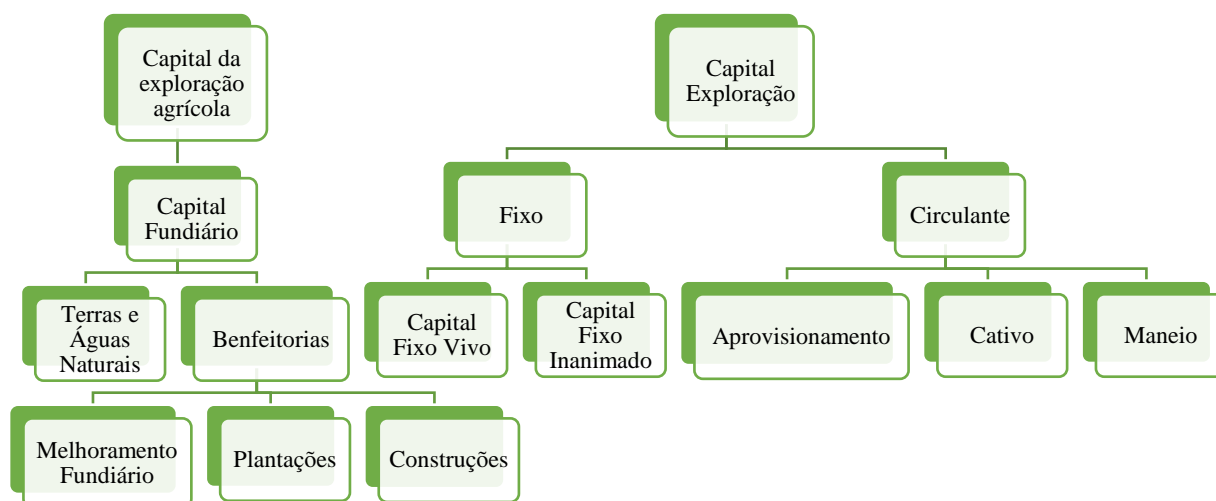 Capital da
exploração
agrícola
Capital
Exploração
Capital
Fundiário
Fixo
Circulante
Terras e
Águas
Naturais
Benfeitorias
Capital
Fixo Vivo
Capital
Fixo
Inanimado
Aprovisionamento
Cativo
Maneio
Melhoramento
Fundiário
Plantações
Construções